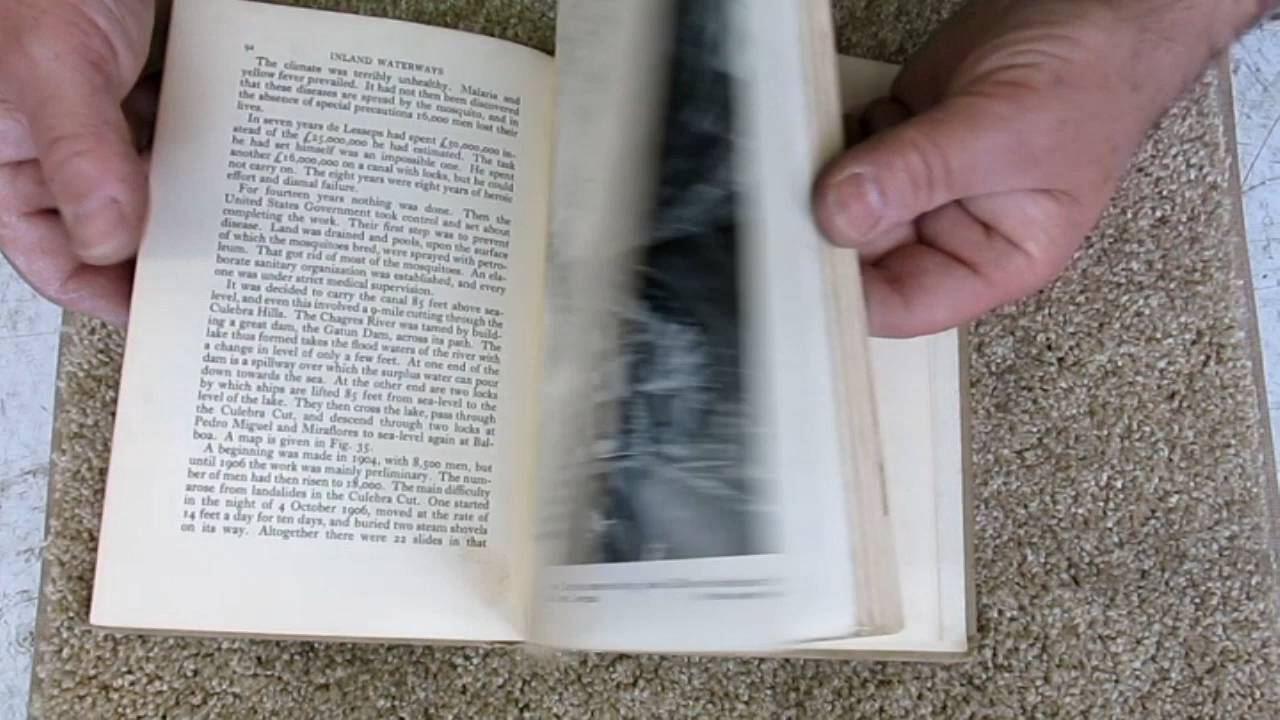 94
INLAND WATERWAYS
The climate was terribly unhealthy. Malaria and
yellow fever prevailed. It had not then been discovered
that these diseases are spread by the mosquito, and in
the absence of special precautions 16,000 men lost their
lives.
In seven years de Lesseps had spent £50,000,000 in-
stead of the £25,000,000 he had estimated. The task
he had set himself was an impossible one. He spent
another £16,000,000 on a canal with locks, but he could
not carry on. The eight years were eight years of heroic
effort and dismal failure.
For fourteen years nothing was done. Then the
United States Government took control and set about
completing the work. Their first step was to prevent
disease. Land was drained and pools, upon the surface
of which the mosquitoes bred, were sprayed with petro-
leum. That got rid of most of the mosquitoes. An ela-
borate sanitary organization was established, and every
one was under strict medical supervision.
It was decided to carry the canal 85 feet above sea-
level, and even this involved a 9-mile cutting through the
Culebra Hills. The Chagres River was tamed by build-
ing a great dam, the Gatun Dam, across its path. The
lake thus formed takes the flood waters of the river with
a change in level of only a few feet. At one end of the
dam is a spillway over which the surplus water can pour
down towards the sea. At the other end are two locks
by which ships are lifted 85 feet from sea-level to the
level of the lake. They then cross the lake, pass through
the Culebra Cut, and descend through two locks at
Pedro Miguel and Miraflores to sea-level again at Bal-
boa. A map is given in Fig. 35.
A beginning was made in 1904, with 8,500 men, but
until 1906 the work was mainly preliminary. The num-
ber of men had then risen to 18,000. The main difficulty
arose from landalides in the Culebra Cut. One started
in the night of 4 October 1906, moved at the rate of
14 feet a day for ten days, and buried two steam shovels
on its way. Altogether there were 22 slides in that